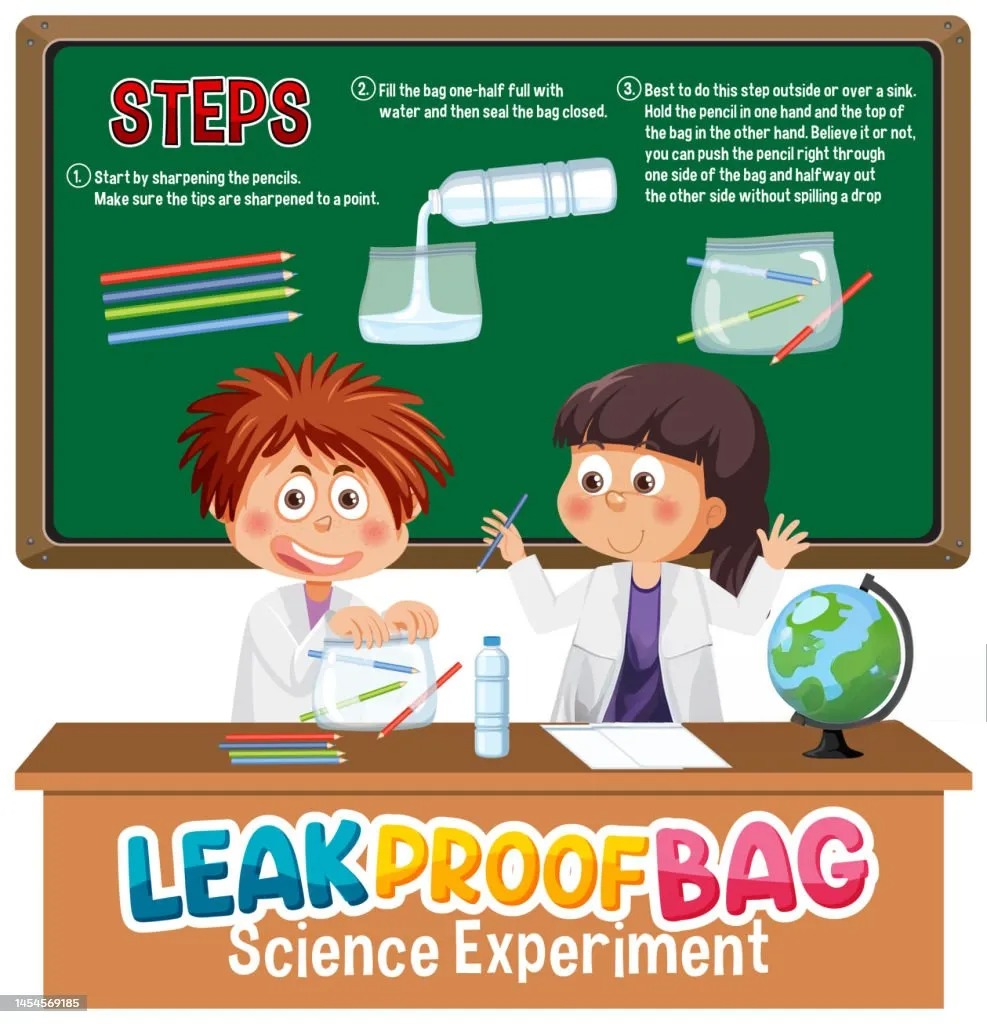 STEPS
1. Start by sharpening the pencils.
Make sure the tips are sharpened to a point.
2. Fill the bag one-half full with
water and then seal the bag closed.
3. Best to do this step outside or over a sink.
Hold the pencil in one hand and the top of
the bag in the other hand. Believe it or not,
you can push the pencil right through
one side of the bag and halfway out
the other side without spilling a drop
LEAK PROOF BAG
Science Experiment
1454569185